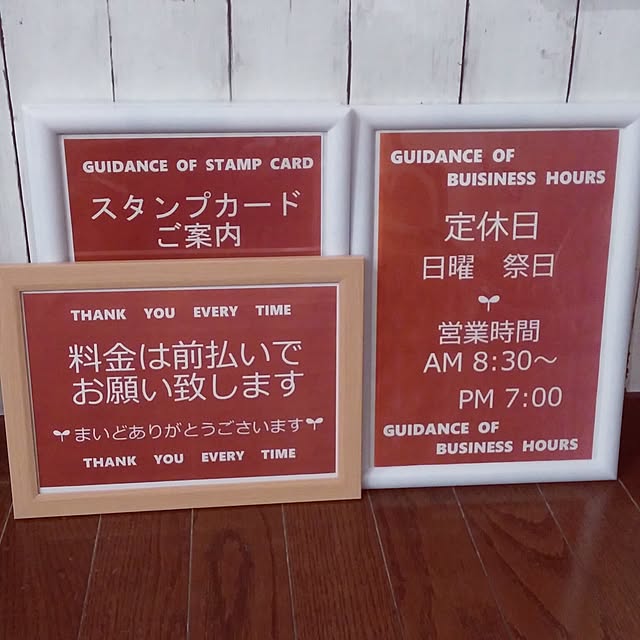 GUIDANCE OF STAMP CARD
スタンプカード
ご案内
THANK YOU EVERY TIME
料金は前払いで
お願い致します
まいどありがとうございます
THANK YOU EVERY TIME
GUIDANCE OF
BUISINESS HOURS
定休日
日曜 祭日
営業時間
AM 8:30～
PM 7:00
GUIDANCE OF
BUSINESS HOURS